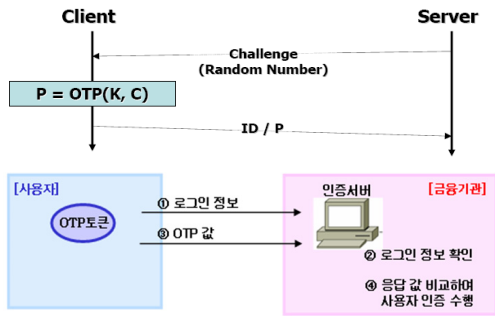 Client
Server
Challenge
(Random Number)
P = OTP(K, C)
ID / P
[사용자]
[금융기관]
OTP토큰
① 로그인 정보
인증서버
③ OTP 값
② 로그인 정보 확인
④ 응답 값 비교하여
사용자 인증 수행